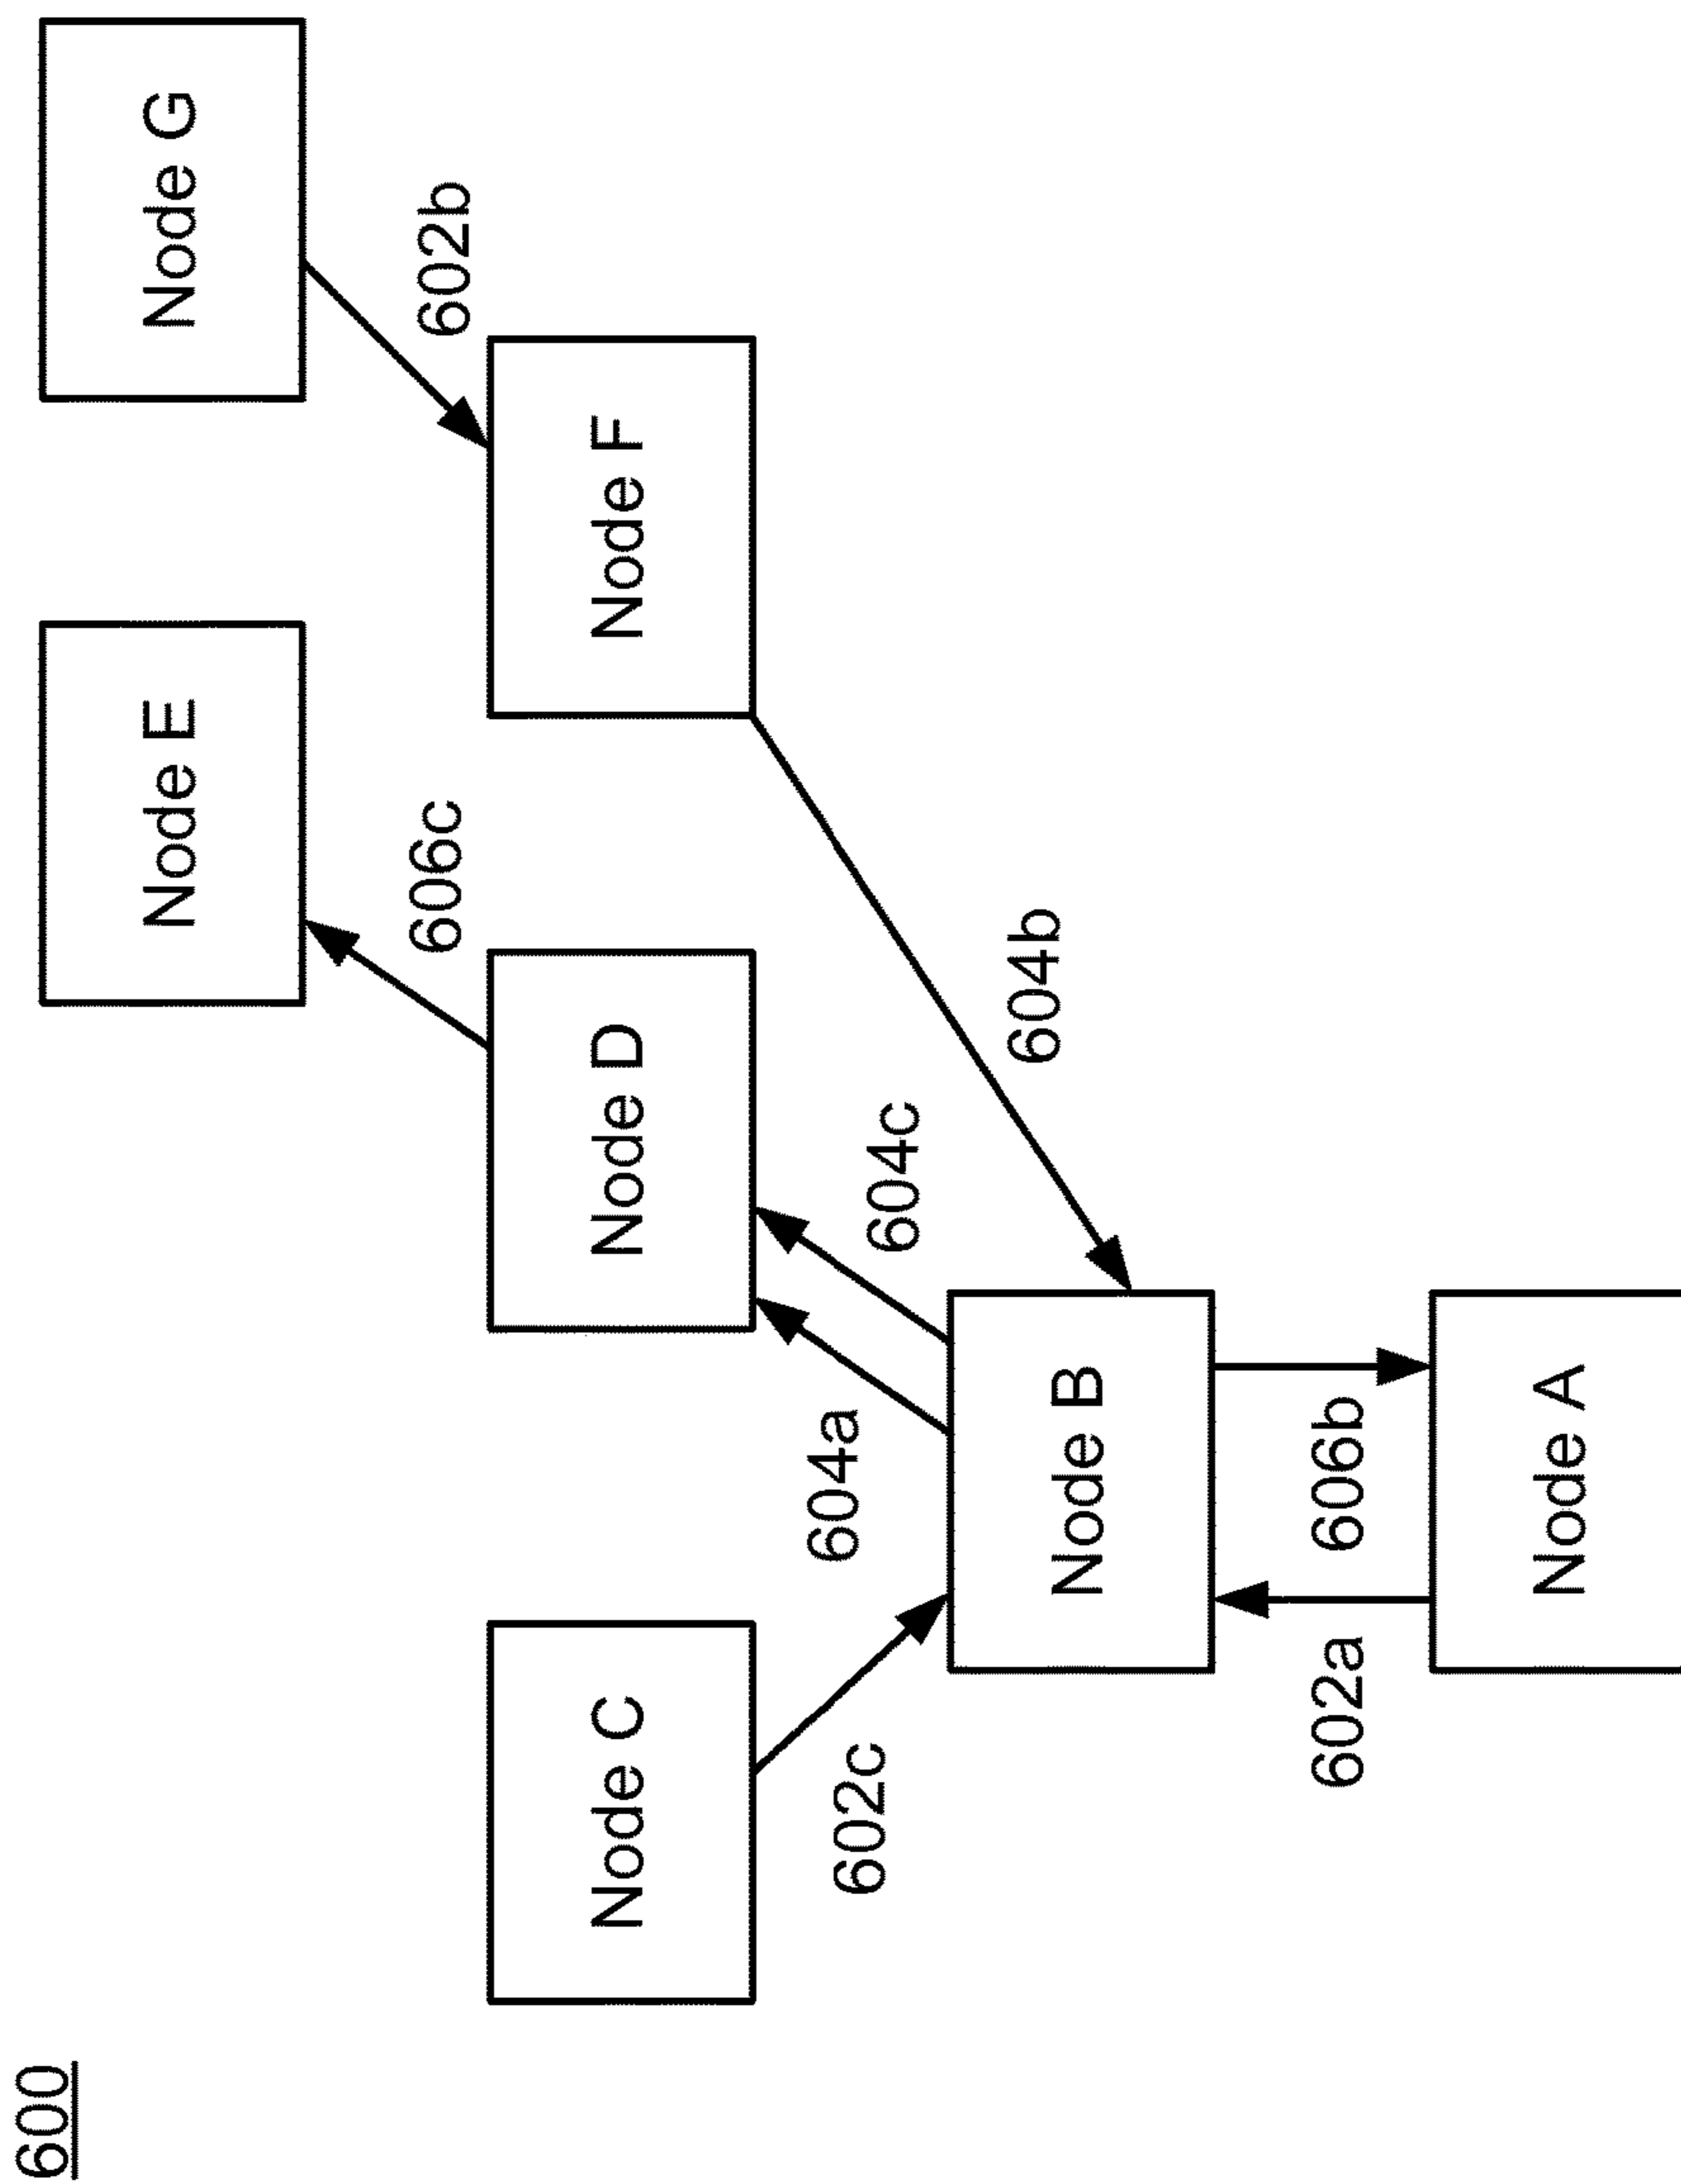 600
Node G
602b
Node E
Node F
606c
Node D
604b
604c
604a
Node C
602c
Node B
606b
602a
Node A